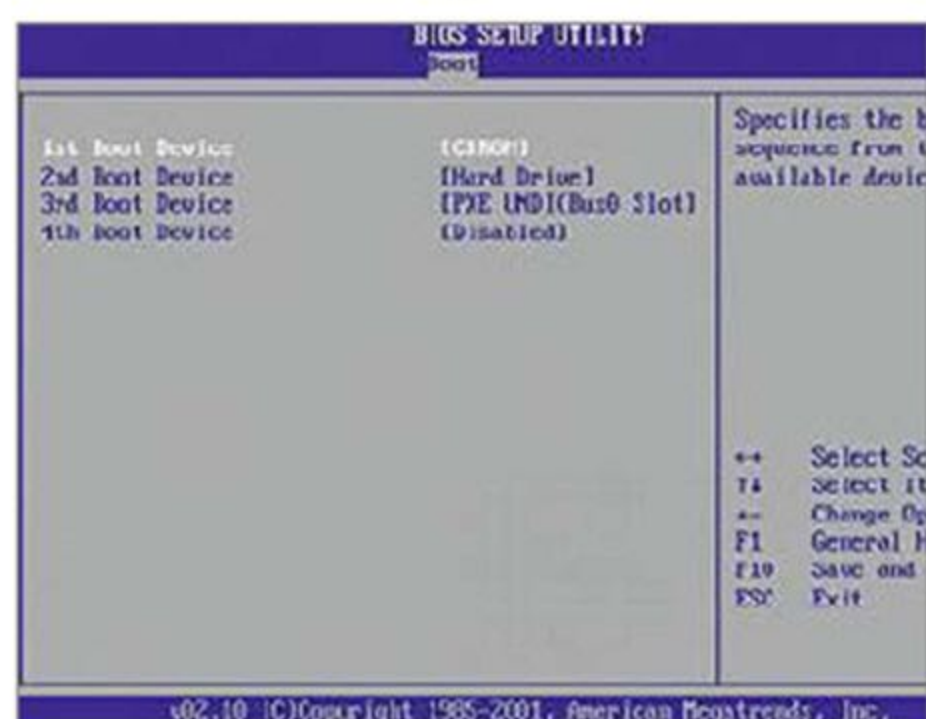 BIOS SETUP UTILITY
Boot
1st Boot Device [CDROM]
2nd Boot Device [Hard Drive]
3rd Boot Device [PXE UNDI(Bus0 Slot]
4th Boot Device [Disabled]
Specifies the b
sequence from t
available devic
←→ Select Sc
↑↓ Select It
+- Change Op
F1 General H
F10 Save and
ESC Exit
v02.10 (C)Copyright 1985-2001, American Megatrends, Inc.